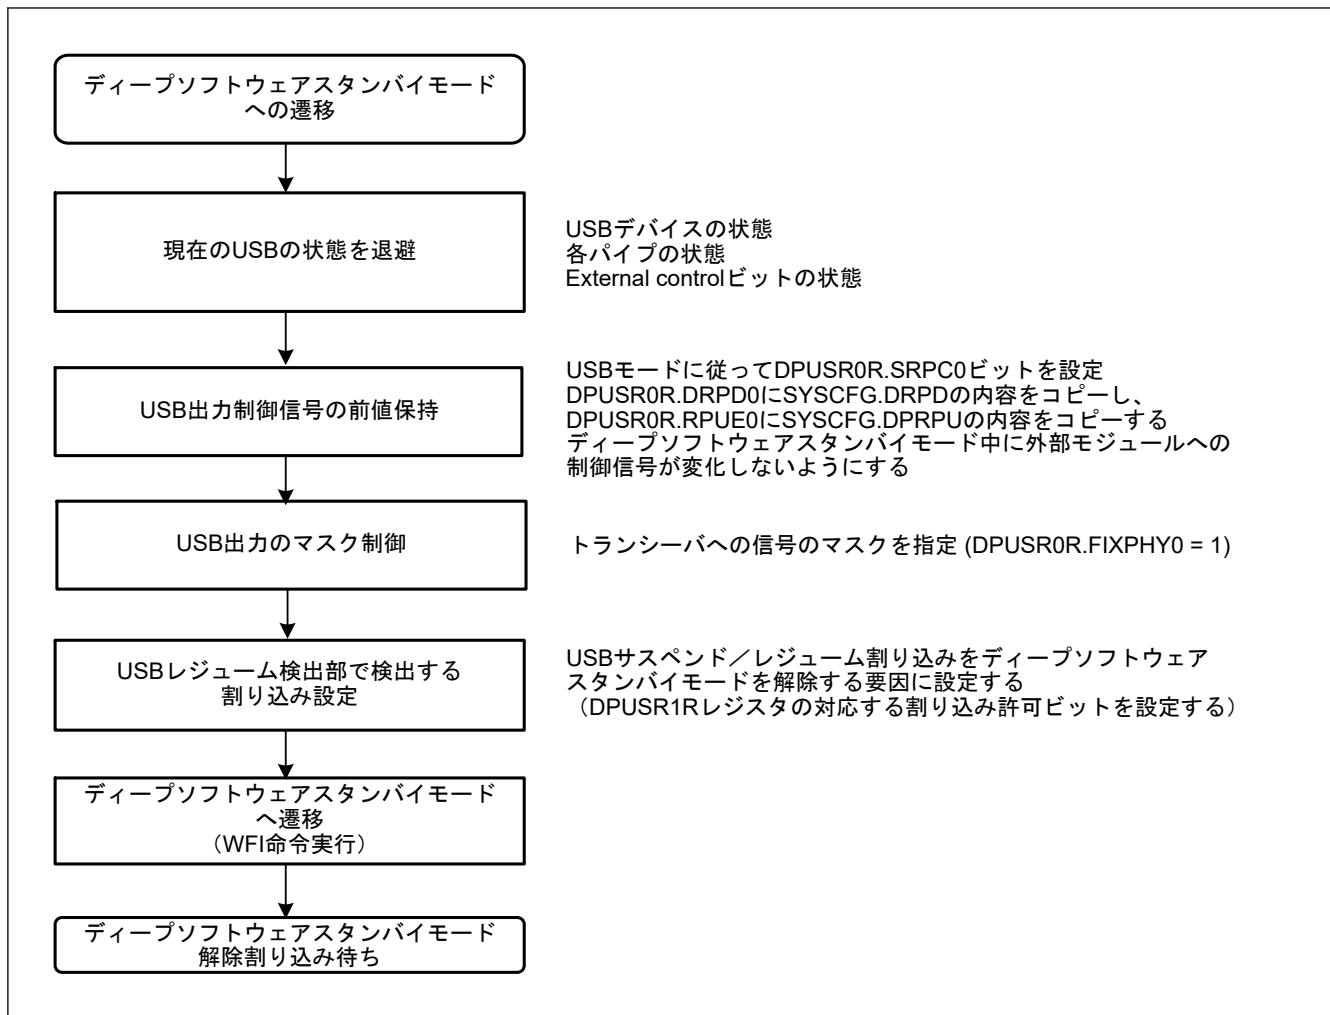 ディープソフトウェアスタンバイモード
への遷移
現在のUSBの状態を退避
USBデバイスの状態
各パイプの状態
External controlビットの状態
USB出力制御信号の前値保持
USBモードに従ってDPUSR0R.SRPC0ビットを設定
DPUSR0R.DRPD0にSYSCFG.DRPDの内容をコピーし、
DPUSR0R.RPUE0にSYSCFG.DPRPUの内容をコピーする
ディープソフトウェアスタンバイモード中に外部モジュールへの
制御信号が変化しないようにする
USB出力のマスク制御
トランシーバへの信号のマスクを指定 (DPUSR0R.FIXPHY0 = 1)
USBレジューム検出部で検出する
割り込み設定
USBサスペンド／レジューム割り込みをディープソフトウェア
スタンバイモードを解除する要因に設定する
（DPUSR1Rレジスタの対応する割り込み許可ビットを設定する）
ディープソフトウェアスタンバイモード
へ遷移
（WFI命令実行）
ディープソフトウェアスタンバイモード
解除割り込み待ち